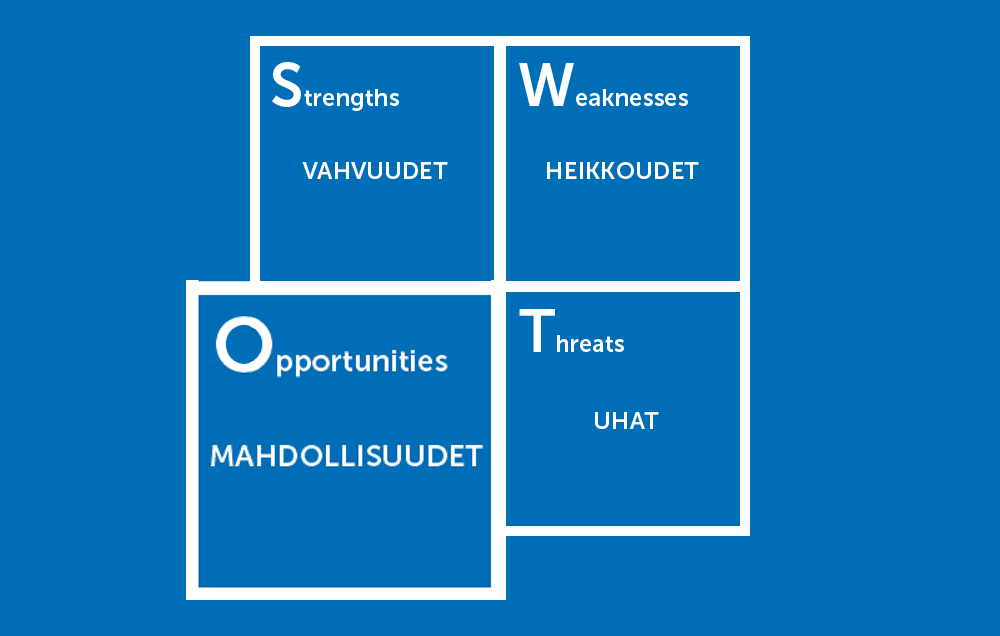 Strengths
VAHVUUDET
Weaknesses
HEIKKOUDET
Opportunities
MAHDOLLISUUDET
Threats
UHAT